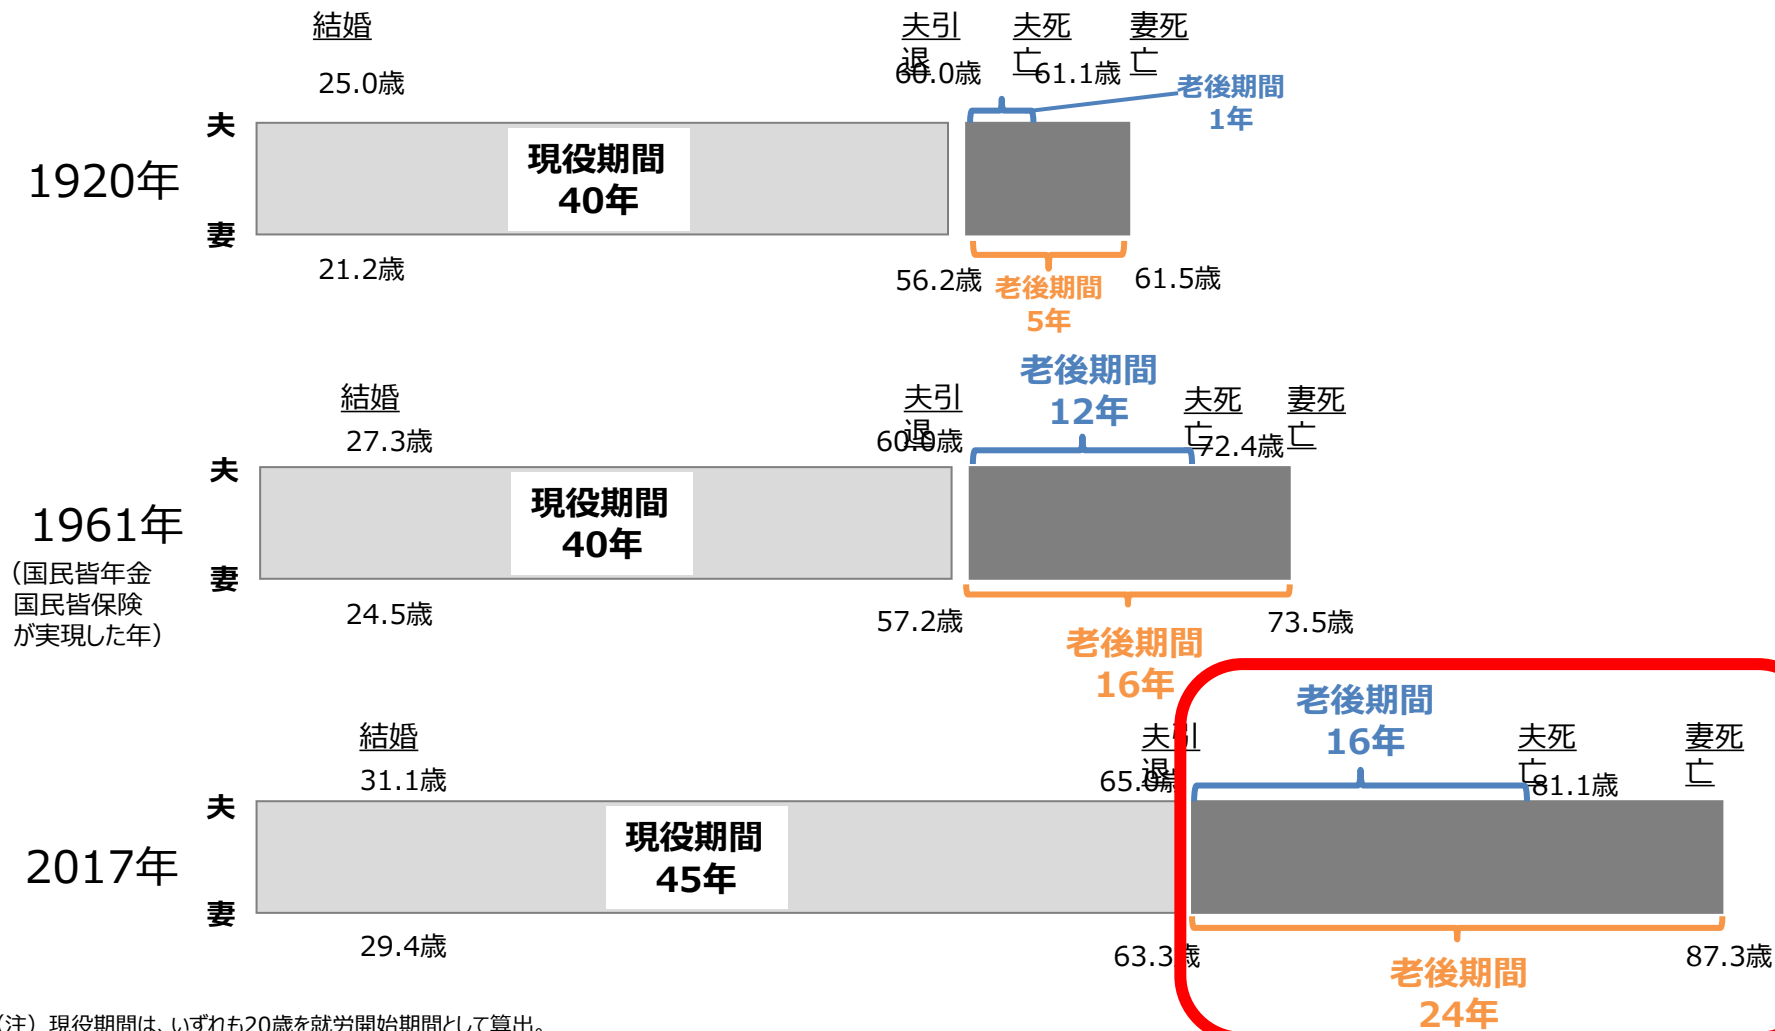 結婚
夫引退
夫死亡
妻死亡
25.0歳
60.0歳
61.1歳
老後期間
1年
夫
現役期間
40年
1920年
妻
21.2歳
56.2歳
61.5歳
老後期間
5年
老後期間
12年
結婚
夫引退
夫死亡
妻死亡
27.3歳
60.0歳
72.4歳
夫
現役期間
40年
1961年
(国民皆年金
国民皆保険
が実現した年)
妻
24.5歳
57.2歳
73.5歳
老後期間
16年
老後期間
16年
結婚
夫引退
夫死亡
妻死亡
31.1歳
65.0歳
81.1歳
夫
現役期間
45年
2017年
妻
29.4歳
63.3歳
87.3歳
老後期間
24年
(注) 現役期間は、いずれも20歳を就労開始期間として算出。